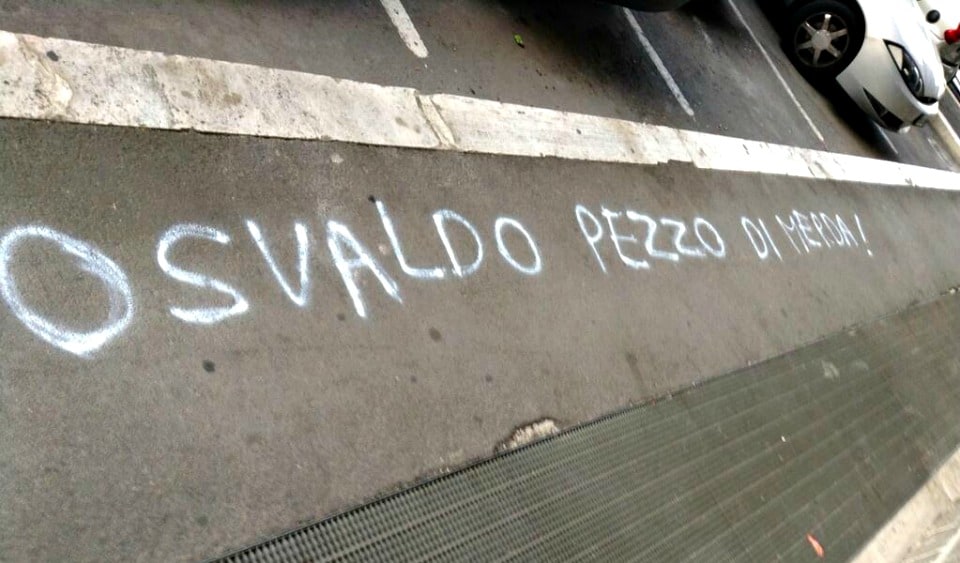 OSVALDO PEZZO DI MERDA!